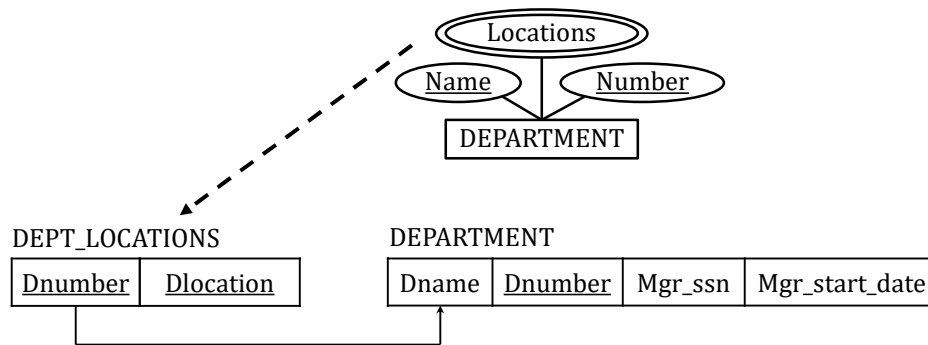 Locations
Name Number
DEPARTMENT
DEPT_LOCATIONS DEPARTMENT
Dnumber Dlocation Dname Dnumber Mgr_ssn Mgr_start_date